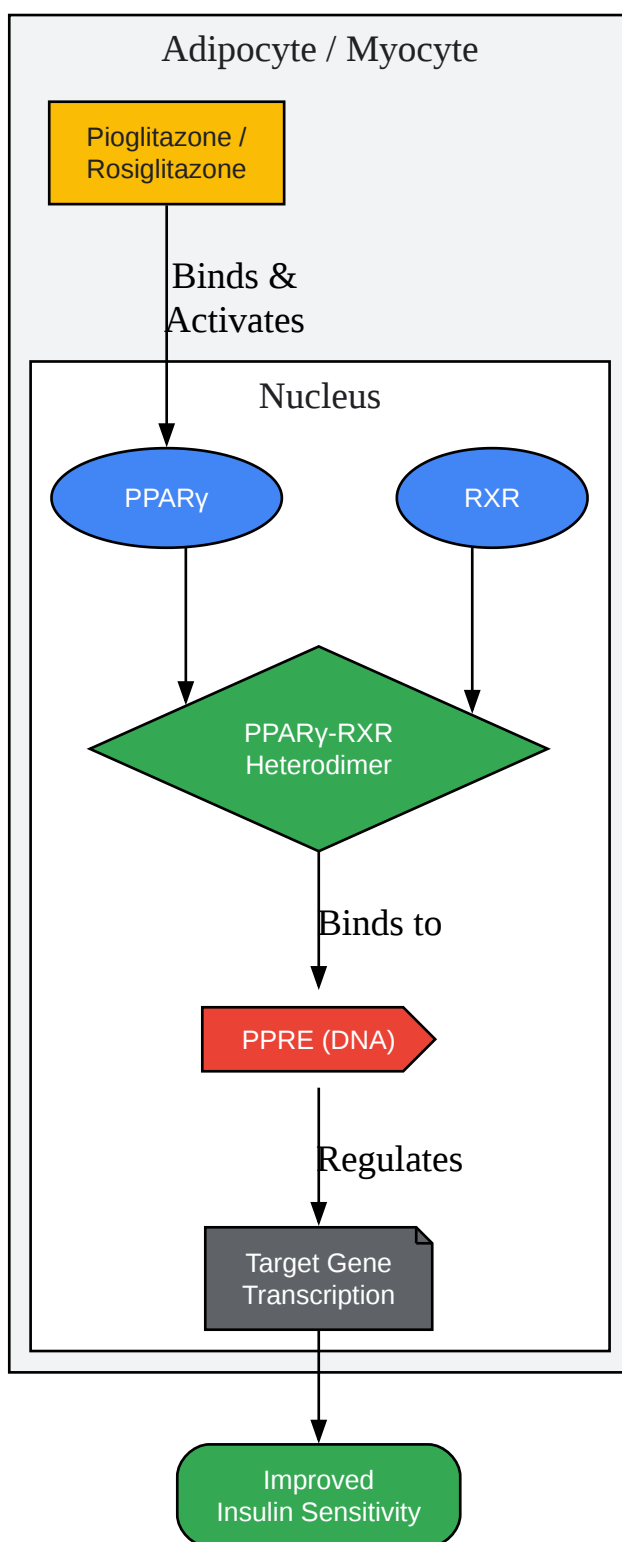 Adipocyte / Myocyte
Pioglitazone /
Rosiglitazone
Binds &
Activates
Nucleus
PPARγ
RXR
PPARγ-RXR
Heterodimer
Binds to
PPRE (DNA)
Regulates
Target Gene
Transcription
Improved
Insulin Sensitivity